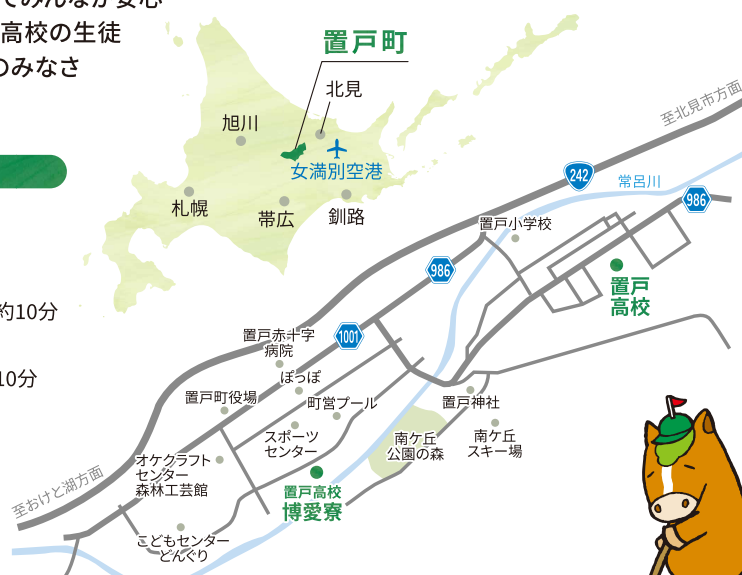 でみんなが安心
高校の生徒
のみなさ
約10分
10分
置戸町
北見
旭川
女満別空港
札幌
帯広
釧路
至北見市方面
242
常呂川
986
置戸小学校
986
置戸
高校
1001
置戸赤十字
病院
ぽっぽ
置戸町役場
町営プール
置戸神社
スポーツ
センター
南ケ丘
公園の森
南ケ丘
スキー場
オケクラフト
センター
森林工芸館
至おけと湖方面
置戸高校
博愛寮
こどもセンター
どんぐり